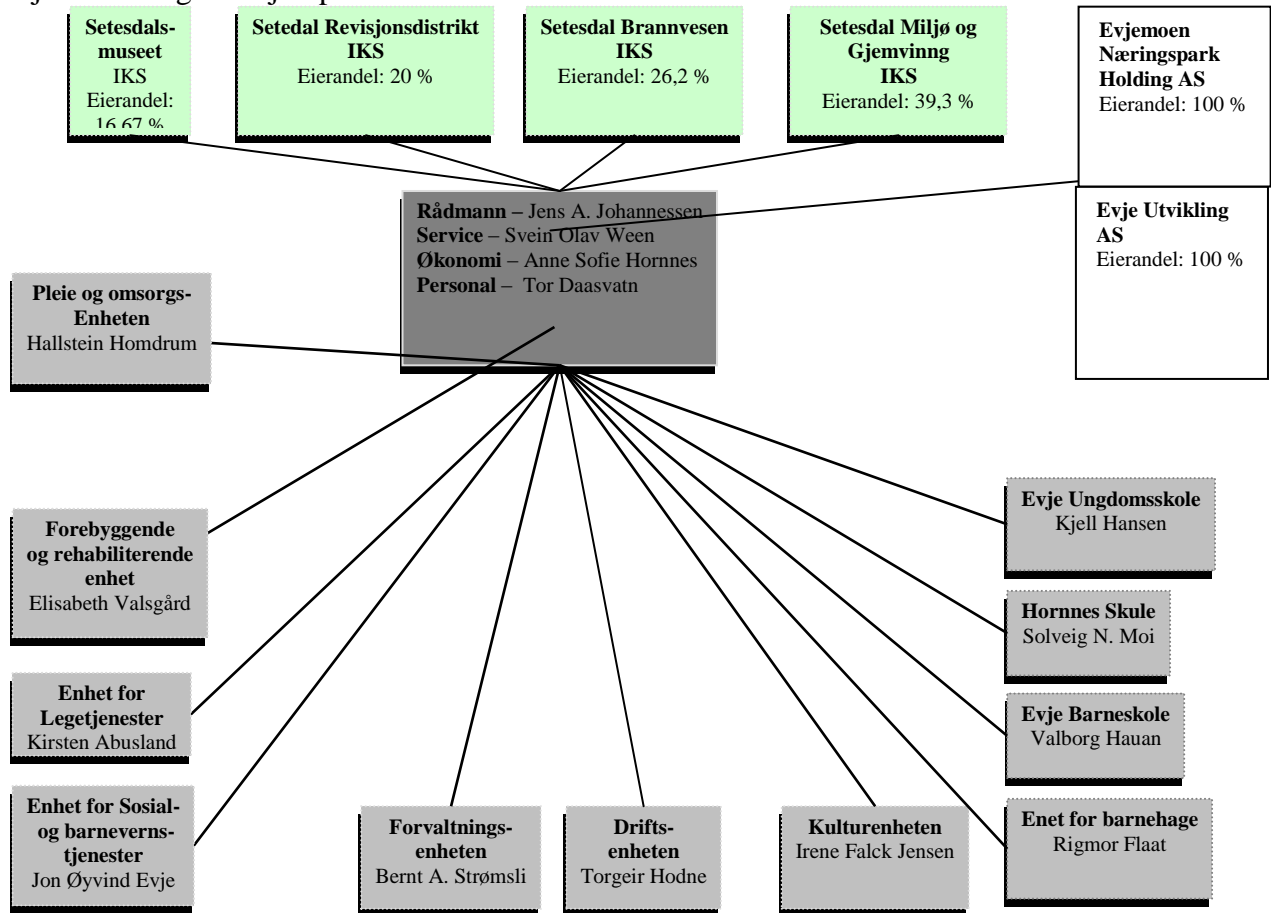 Setesdals-
museet
IKS
Eierandel:
16,67 %
Setedal Revisjonsdistrikt
IKS
Eierandel: 20 %
Setesdal Brannvesen
IKS
Eierandel: 26,2 %
Setesdal Miljø og
Gjemvinng
IKS
Eierandel: 39,3 %
Evjemoen
Næringspark
Holding AS
Eierandel: 100 %
Evje Utvikling
AS
Eierandel: 100 %
Rådmann – Jens A. Johannessen
Service – Svein Olav Ween
Økonomi – Anne Sofie Hornnes
Personal – Tor Daasvatn
Pleie og omsorgs-
Enheten
Hallstein Homdrum
Forebyggende
og rehabiliterende
enhet
Elisabeth Valsgård
Enhet for
Legetjenester
Kirsten Abusland
Enhet for Sosial-
og barneverns-
tjenester
Jon Øyvind Evje
Forvaltnings-
enheten
Bernt A. Strømsli
Drifts-
enheten
Torgeir Hodne
Kulturenheten
Irene Falck Jensen
Evje Ungdomsskole
Kjell Hansen
Hornnes Skule
Solveig N. Moi
Evje Barneskole
Valborg Hauan
Enet for barnehage
Rigmor Flaat